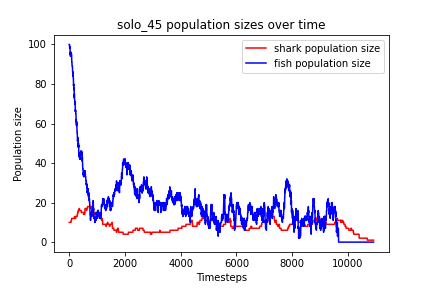 solo_45 population sizes over time
shark population size
fish population size
100
80
60
40
20
0
Population size
0
2000
4000
6000
8000
10000
Timesteps